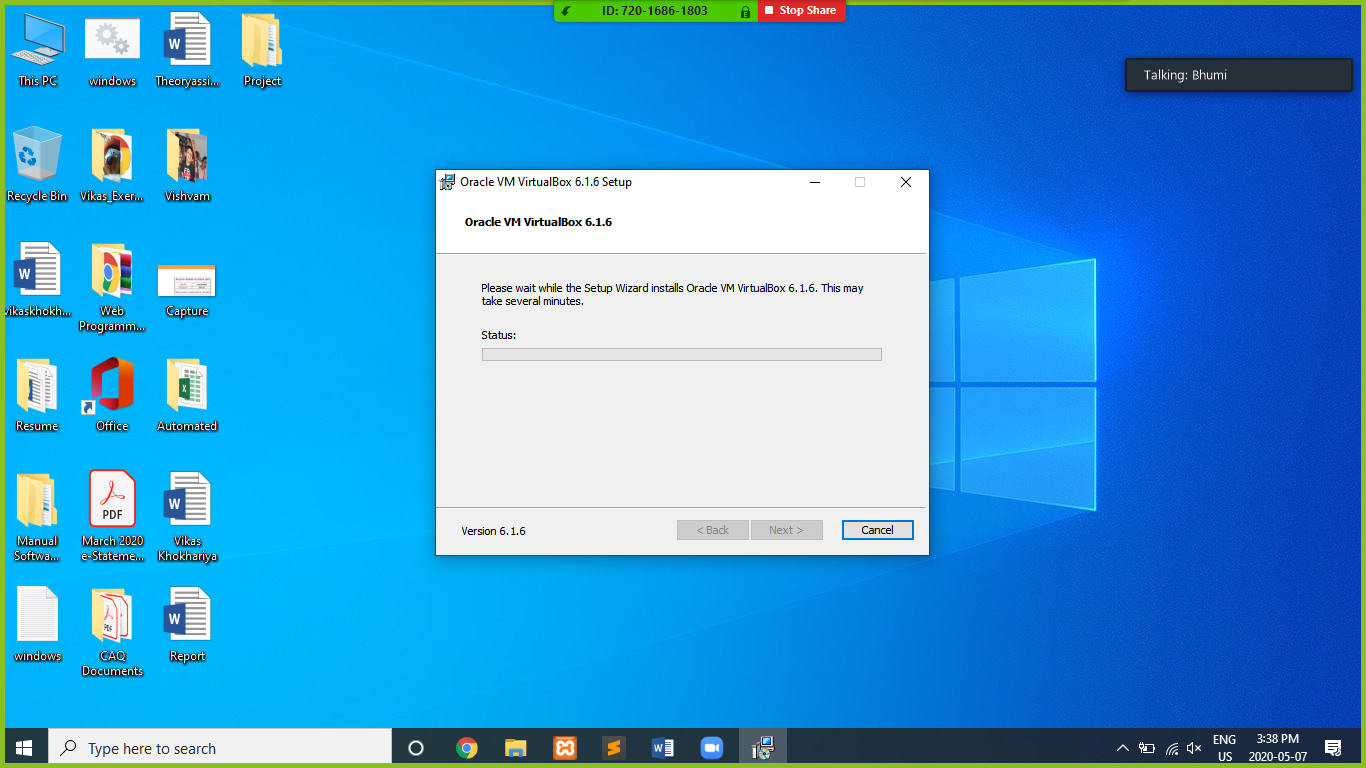 ID: 720-1686-1803
Stop Share
Talking: Bhumi
This PC
windows
Theoryassi...
Project
Recycle Bin
Vikas_Exer...
Vishvam
vikaskhokh...
Web
Programm...
Capture
Resume
Office
Automated
Manual
Softwa...
PDF
March 2020
e-Stateme...
Vikas
Khokhariya
windows
CAQ
Documents
Report
Oracle VM VirtualBox 6.1.6 Setup
Oracle VM VirtualBox 6.1.6
Please wait while the Setup Wizard installs Oracle VM VirtualBox 6.1.6. This may
take several minutes.
Status:
Version 6.1.6
< Back
Next >
Cancel
Type here to search
ENG
US
3:38 PM
2020-05-07